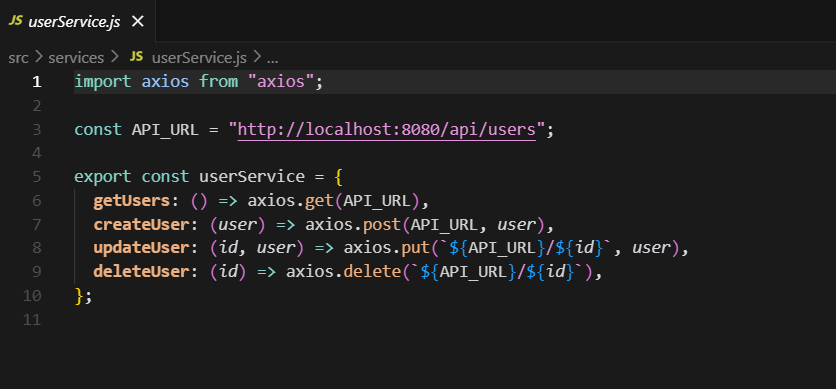 JS userService.js ×
src > services > JS userService.js > ...
1 import axios from "axios";
2
3 const API_URL = "http://localhost:8080/api/users";
4
5 export const userService = {
6   getUsers: () => axios.get(API_URL),
7   createUser: (user) => axios.post(API_URL, user),
8   updateUser: (id, user) => axios.put(`${API_URL}/${id}`, user),
9   deleteUser: (id) => axios.delete(`${API_URL}/${id}`),
10 };
11